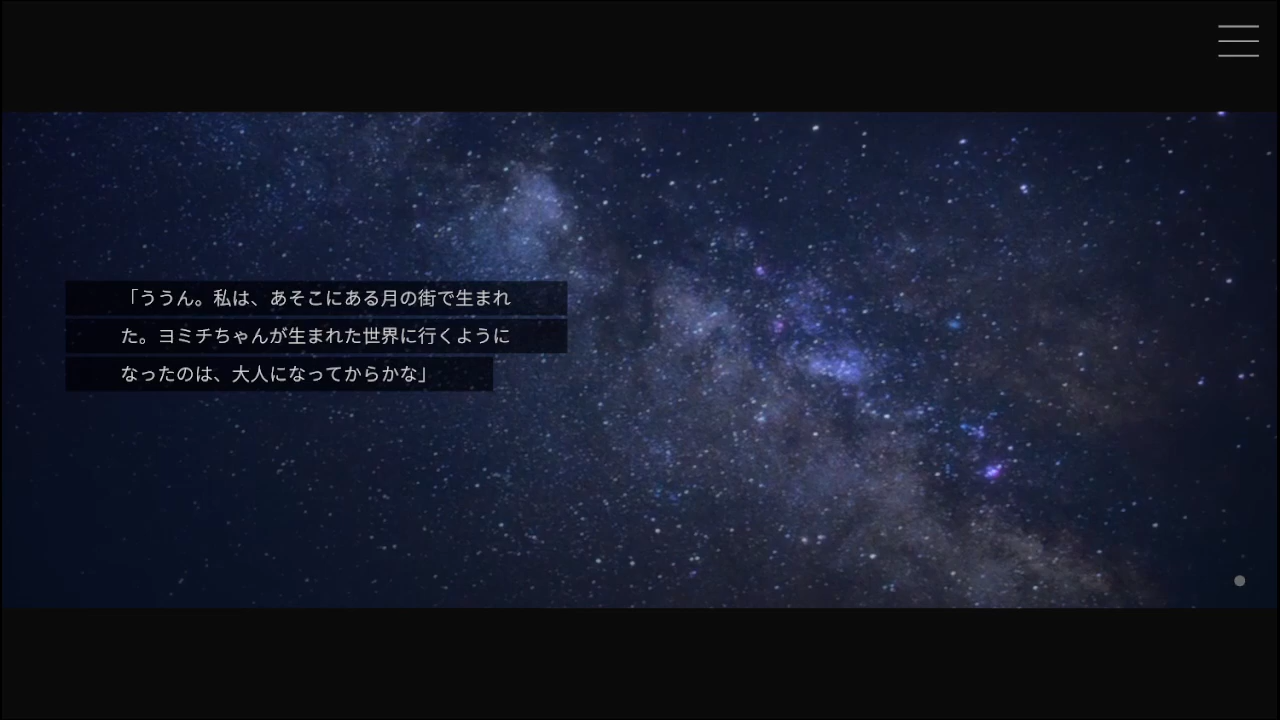 「ううん。私は、あそこにある月の街で生まれ
た。ヨミチちゃんが生まれた世界に行くように
なったのは、大人になってからかな」